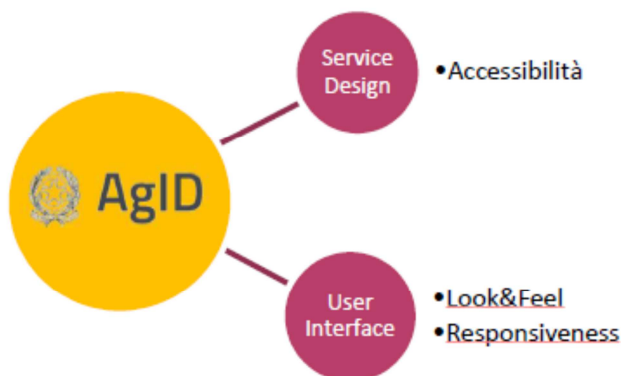 Service
Design
•Accessibilità
AgID
User
Interface
•Look&Feel
•Responsiveness